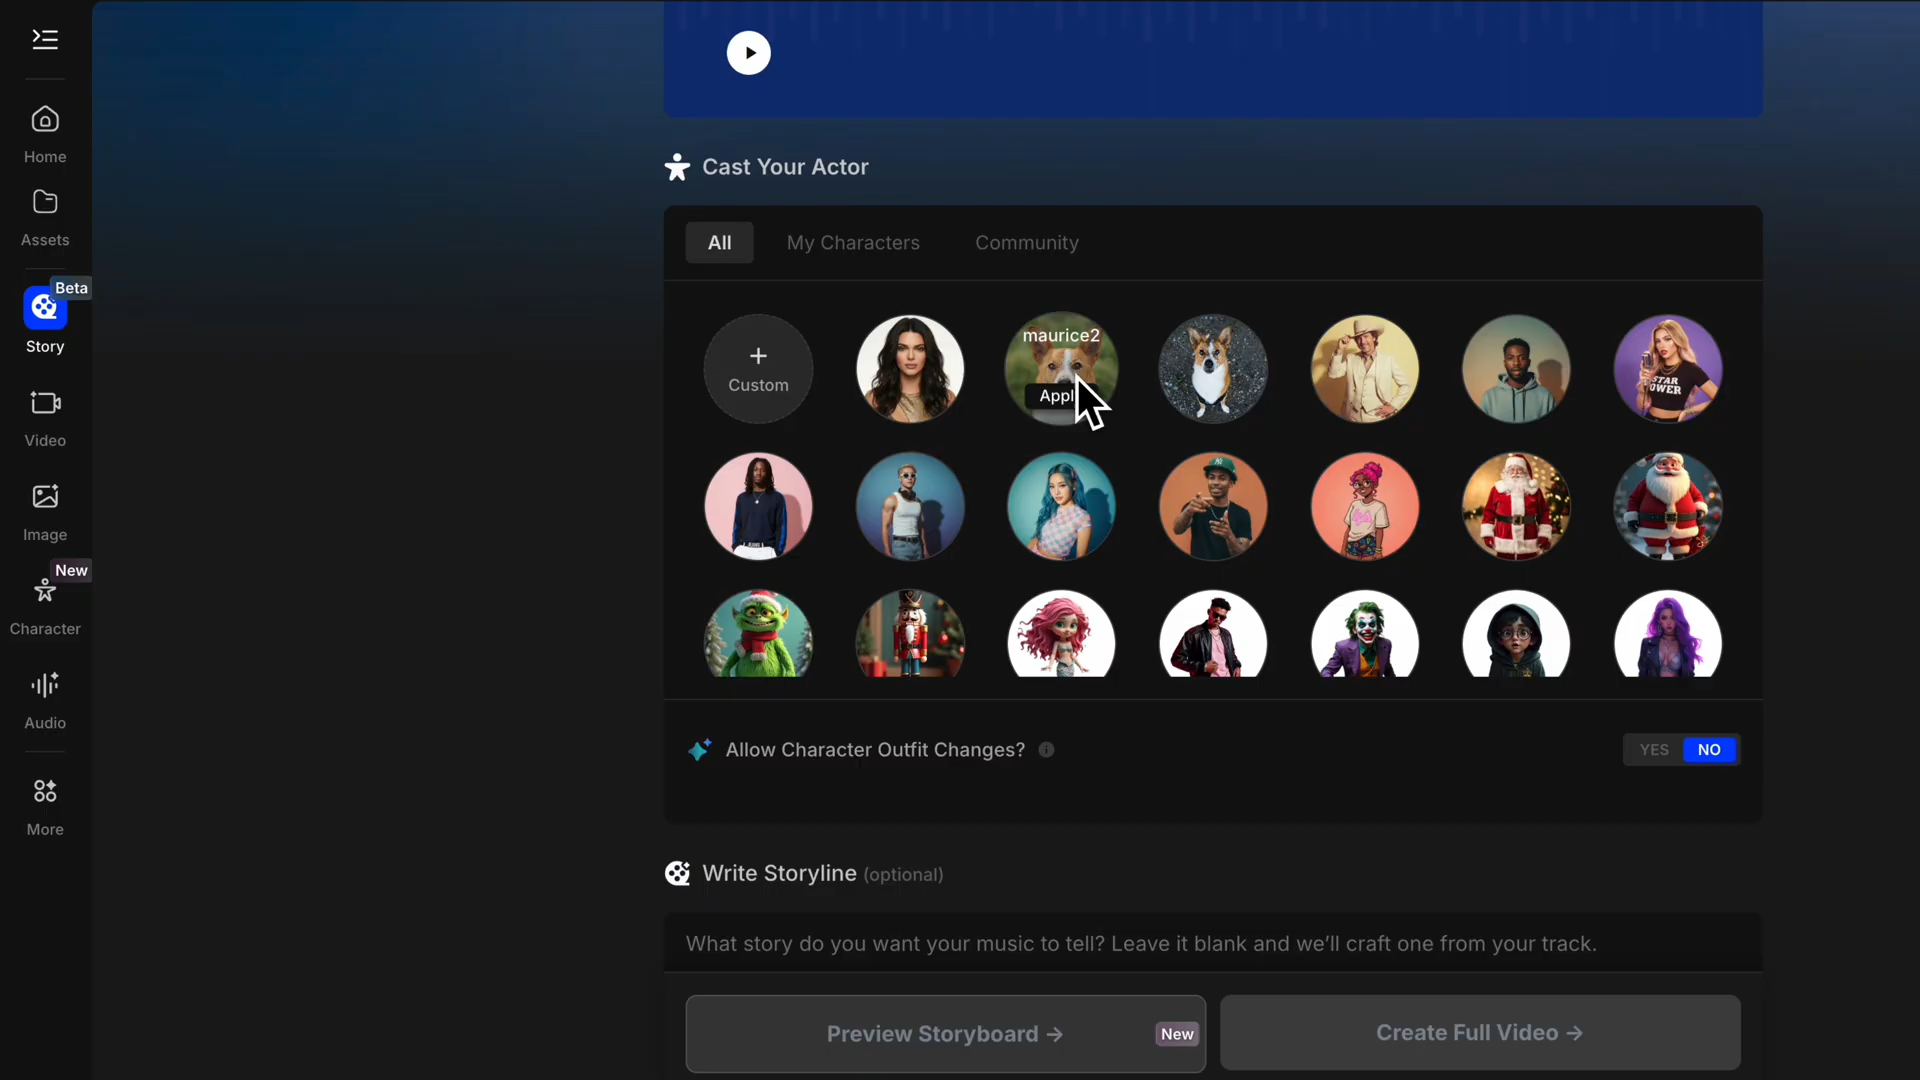 Home
Assets
Beta
Story
Video
Image
New
Character
Audio
More
Cast Your Actor
All
My Characters
Community
+
Custom
maurice2
Appl
STAR
POWER
Allow Character Outfit Changes?
YES
NO
Write Storyline (optional)
What story do you want your music to tell? Leave it blank and we’ll craft one from your track.
Preview Storyboard →
New
Create Full Video →